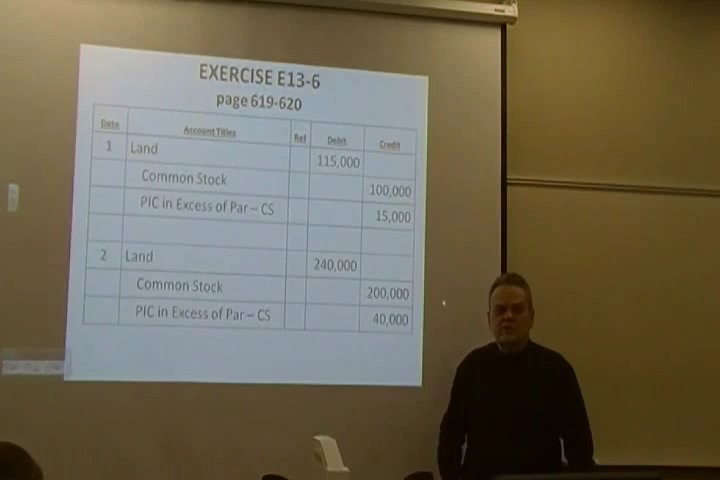 EXERCISE E13-6
page 619-620
Date Account Titles Ref Debit Credit
1 Land 115,000
Common Stock 100,000
PIC in Excess of Par – CS 15,000
2 Land 240,000
Common Stock 200,000
PIC in Excess of Par – CS 40,000